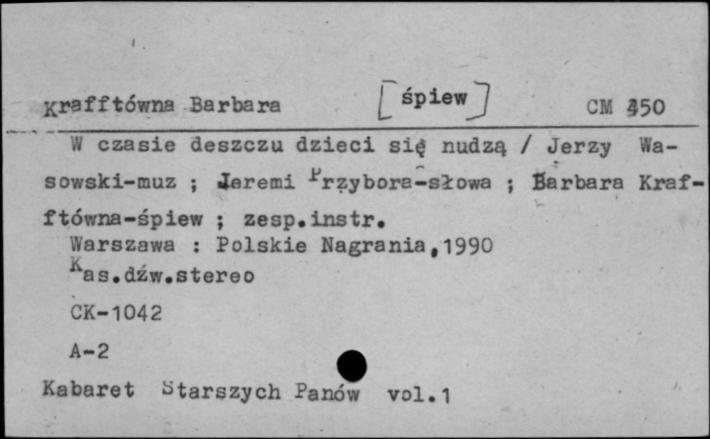 Krafftówna Barbara [śpiew] CM 450
W czasie deszczu dzieci się nudzą / Jerzy Wa-
sowski-muz ; Jeremi Przybora-słowa ; Barbara Kraf-
ftówna-śpiew ; zesp.instr.
Warszawa : Polskie Nagrania,1990
Kas.dźw.stereo
CK-1042
A-2
Kabaret Starszych Panów vol.1